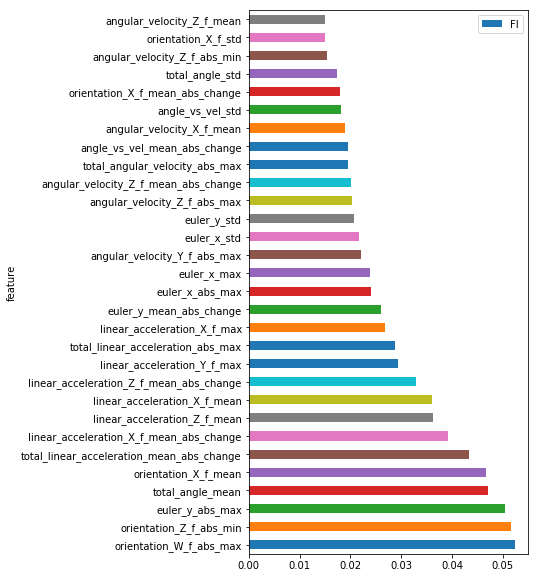 FI
angular_velocity_Z_f_mean
orientation_X_f_std
angular_velocity_Z_f_abs_min
total_angle_std
orientation_X_f_mean_abs_change
angle_vs_vel_std
angular_velocity_X_f_mean
angle_vs_vel_mean_abs_change
total_angular_velocity_abs_max
angular_velocity_Z_f_mean_abs_change
angular_velocity_Z_f_abs_max
euler_y_std
euler_x_std
angular_velocity_Y_f_abs_max
euler_x_max
euler_x_abs_max
euler_y_mean_abs_change
linear_acceleration_X_f_max
total_linear_acceleration_abs_max
linear_acceleration_Y_f_max
linear_acceleration_Z_f_mean_abs_change
linear_acceleration_X_f_mean
linear_acceleration_Z_f_mean
linear_acceleration_X_f_mean_abs_change
total_linear_acceleration_mean_abs_change
orientation_X_f_mean
total_angle_mean
euler_y_abs_max
orientation_Z_f_abs_min
orientation_W_f_abs_max
feature
0.00 0.01 0.02 0.03 0.04 0.05